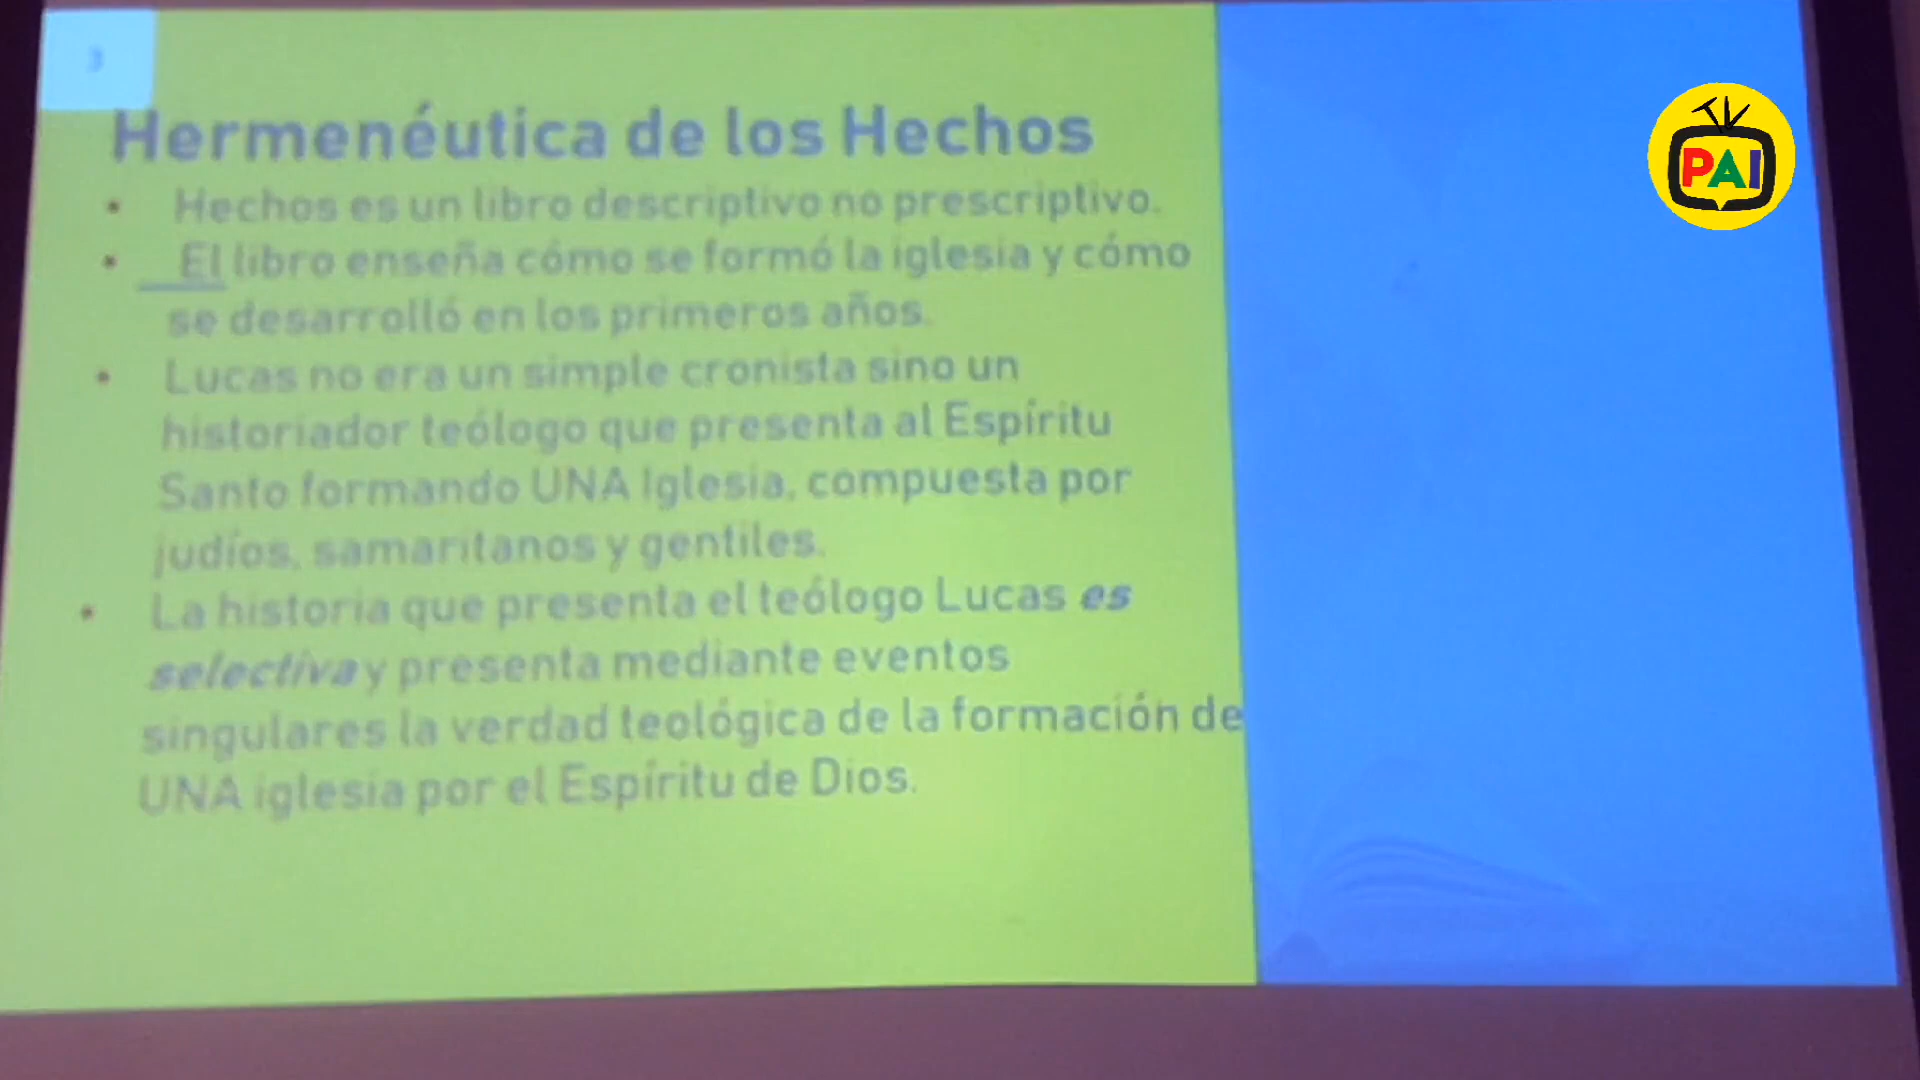 3
Hermenéutica de los Hechos
• Hechos es un libro descriptivo no prescriptivo.
• El libro enseña cómo se formó la iglesia y cómo
se desarrolló en los primeros años.
• Lucas no era un simple cronista sino un
historiador teólogo que presenta al Espíritu
Santo formando UNA Iglesia, compuesta por
judíos, samaritanos y gentiles.
• La historia que presenta el teólogo Lucas es
selectiva y presenta mediante eventos
singulares la verdad teológica de la formación de
UNA iglesia por el Espíritu de Dios.
TV
PAI